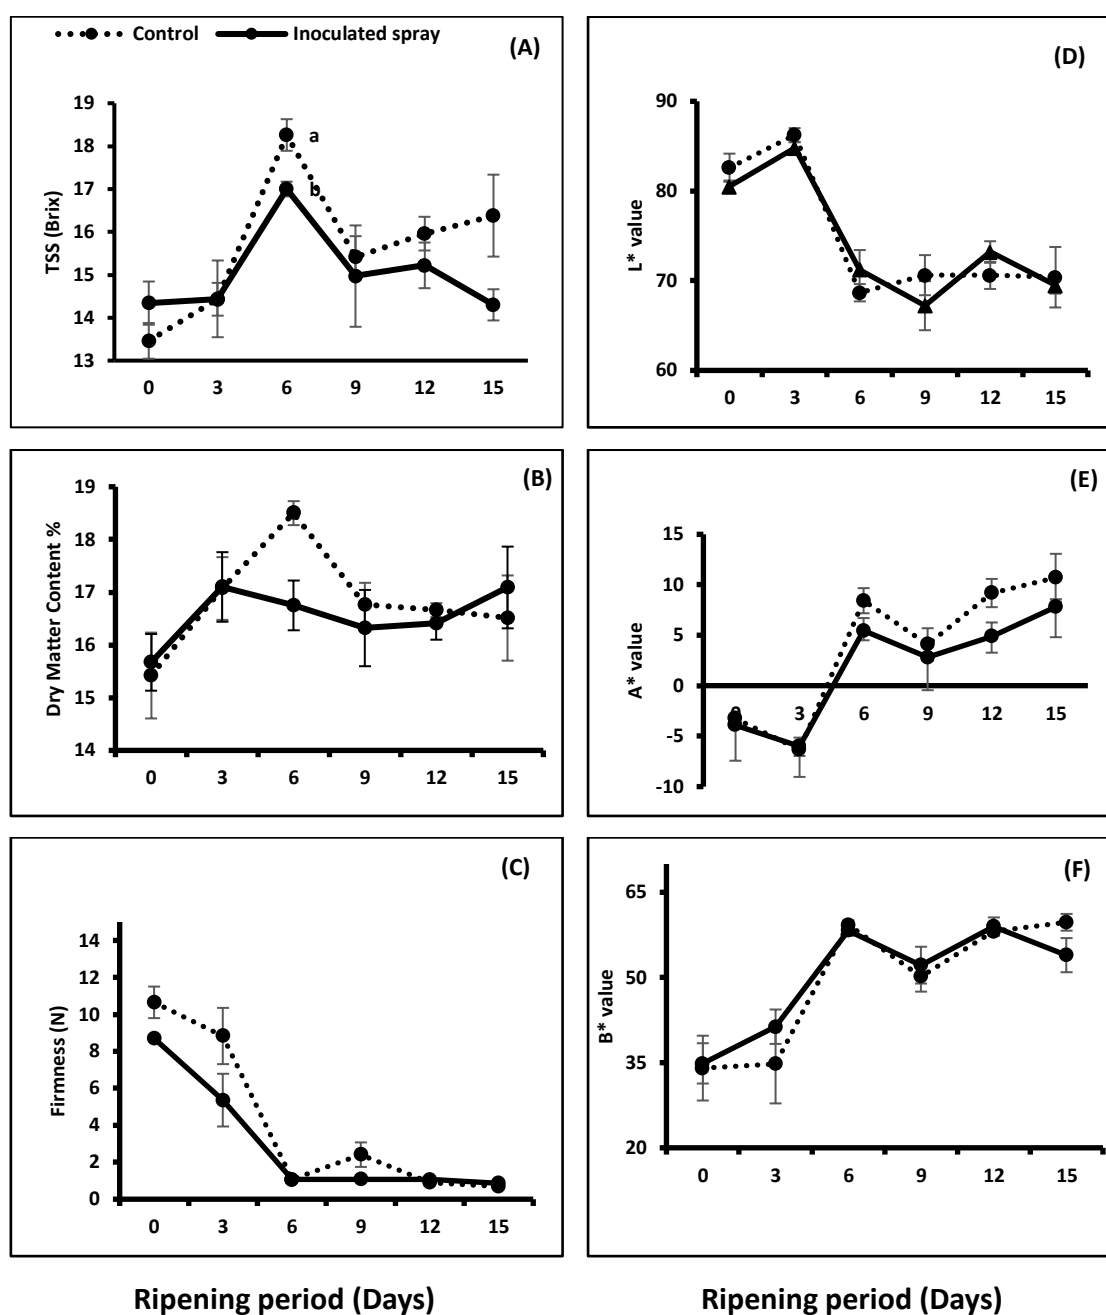 Control Inoculated spray
(A)
TSS (Brix)
19
18
17
16
15
14
13
a
b
0 3 6 9 12 15
(D)
L* value
90
80
70
60
0 3 6 9 12 15
(B)
Dry Matter Content %
19
18
17
16
15
14
0 3 6 9 12 15
(E)
A* value
15
10
5
0
-5
-10
0 3 6 9 12 15
(C)
Firmness (N)
14
12
10
8
6
4
2
0
0 3 6 9 12 15
(F)
B* value
65
50
35
20
0 3 6 9 12 15
Ripening period (Days)
Ripening period (Days)